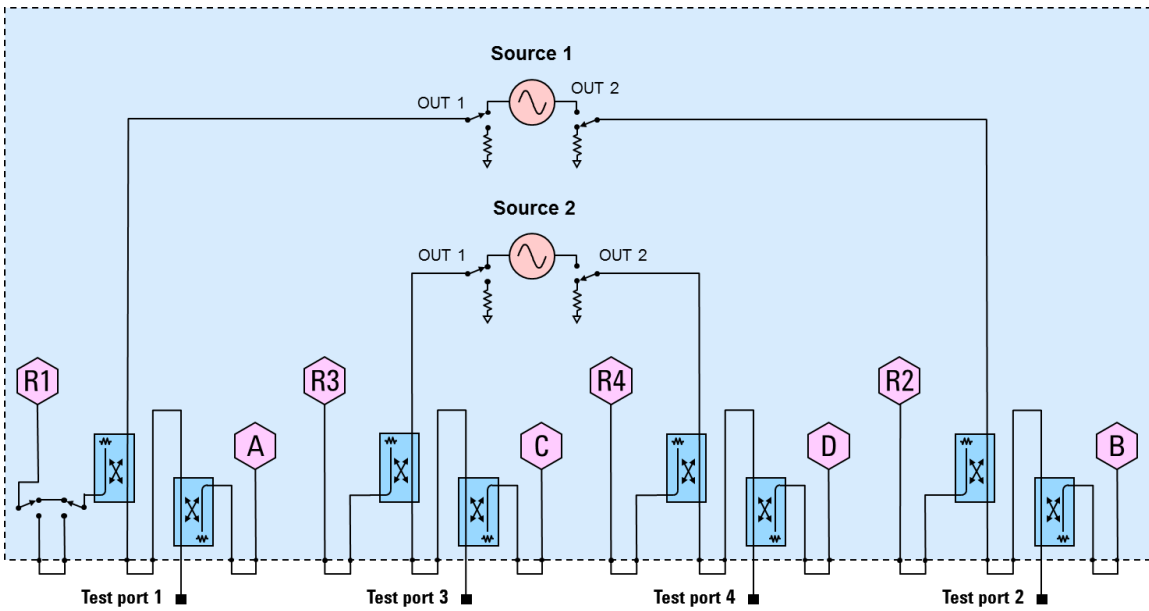 Source 1
OUT 1
OUT 2
Source 2
OUT 1
OUT 2
R1
R3
R4
R2
A
C
D
B
Test port 1
Test port 3
Test port 4
Test port 2